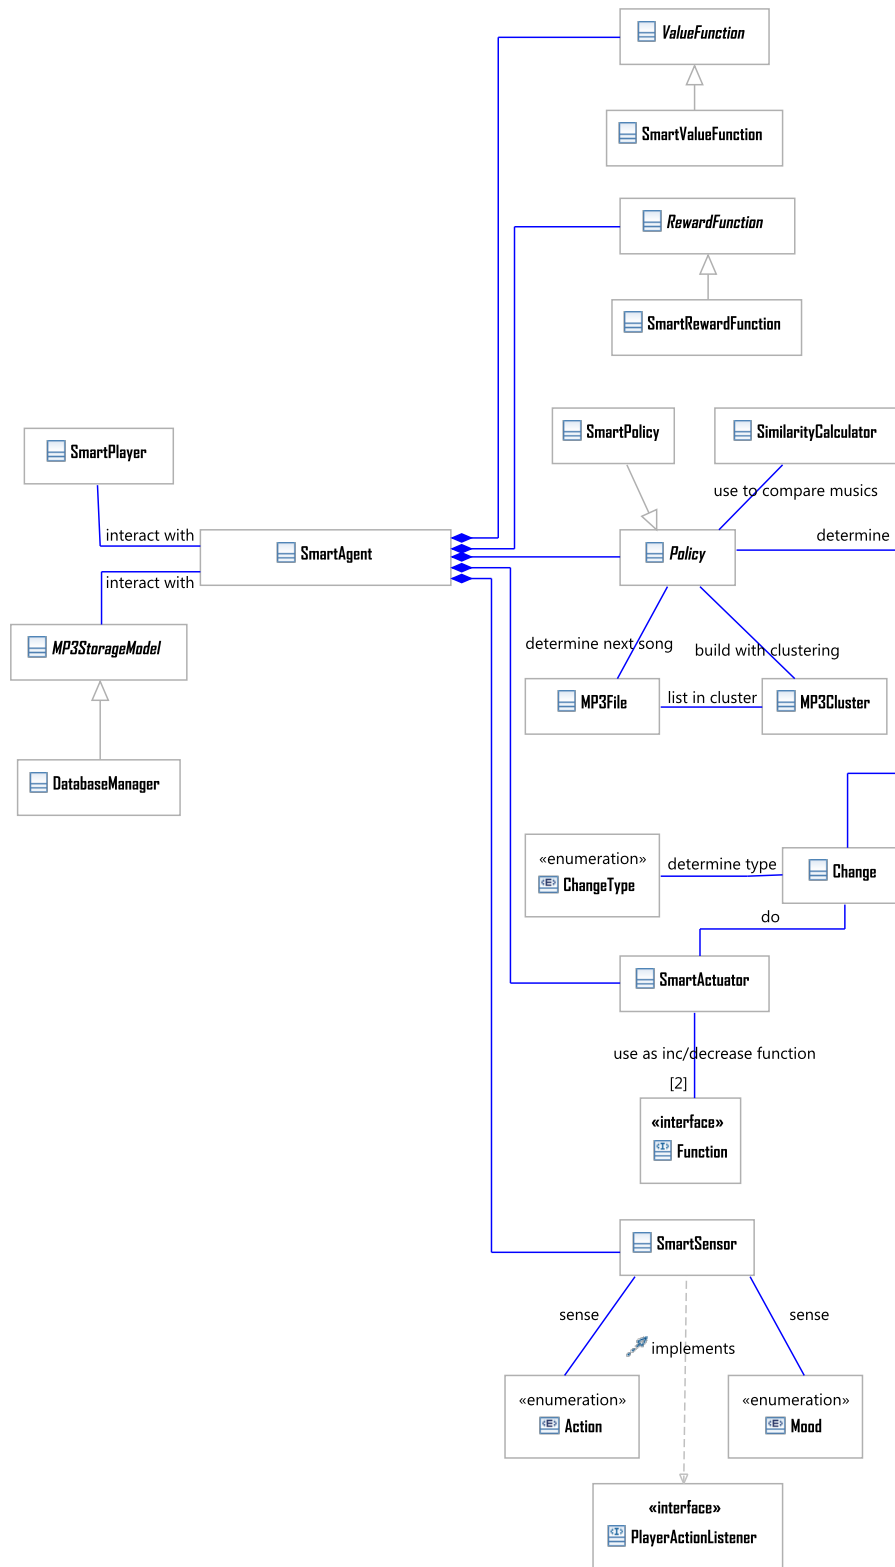 ValueFunction
SmartValueFunction
RewardFunction
SmartRewardFunction
SmartPlayer
SmartPolicy
SimilarityCalculator
use to compare musics
interact with
SmartAgent
Policy
determine
interact with
MP3StorageModel
determine next song
build with clustering
MP3File
list in cluster
MP3Cluster
DatabaseManager
«enumeration»
ChangeType
determine type
Change
do
SmartActuator
use as inc/decrease function
[2]
«interface»
Function
SmartSensor
sense
sense
implements
«enumeration»
Action
«enumeration»
Mood
«interface»
PlayerActionListener